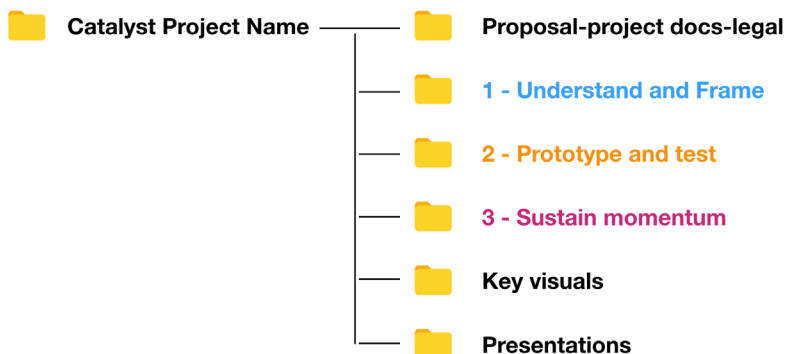 Catalyst Project Name
Proposal-project docs-legal
1 - Understand and Frame
2 - Prototype and test
3 - Sustain momentum
Key visuals
Presentations